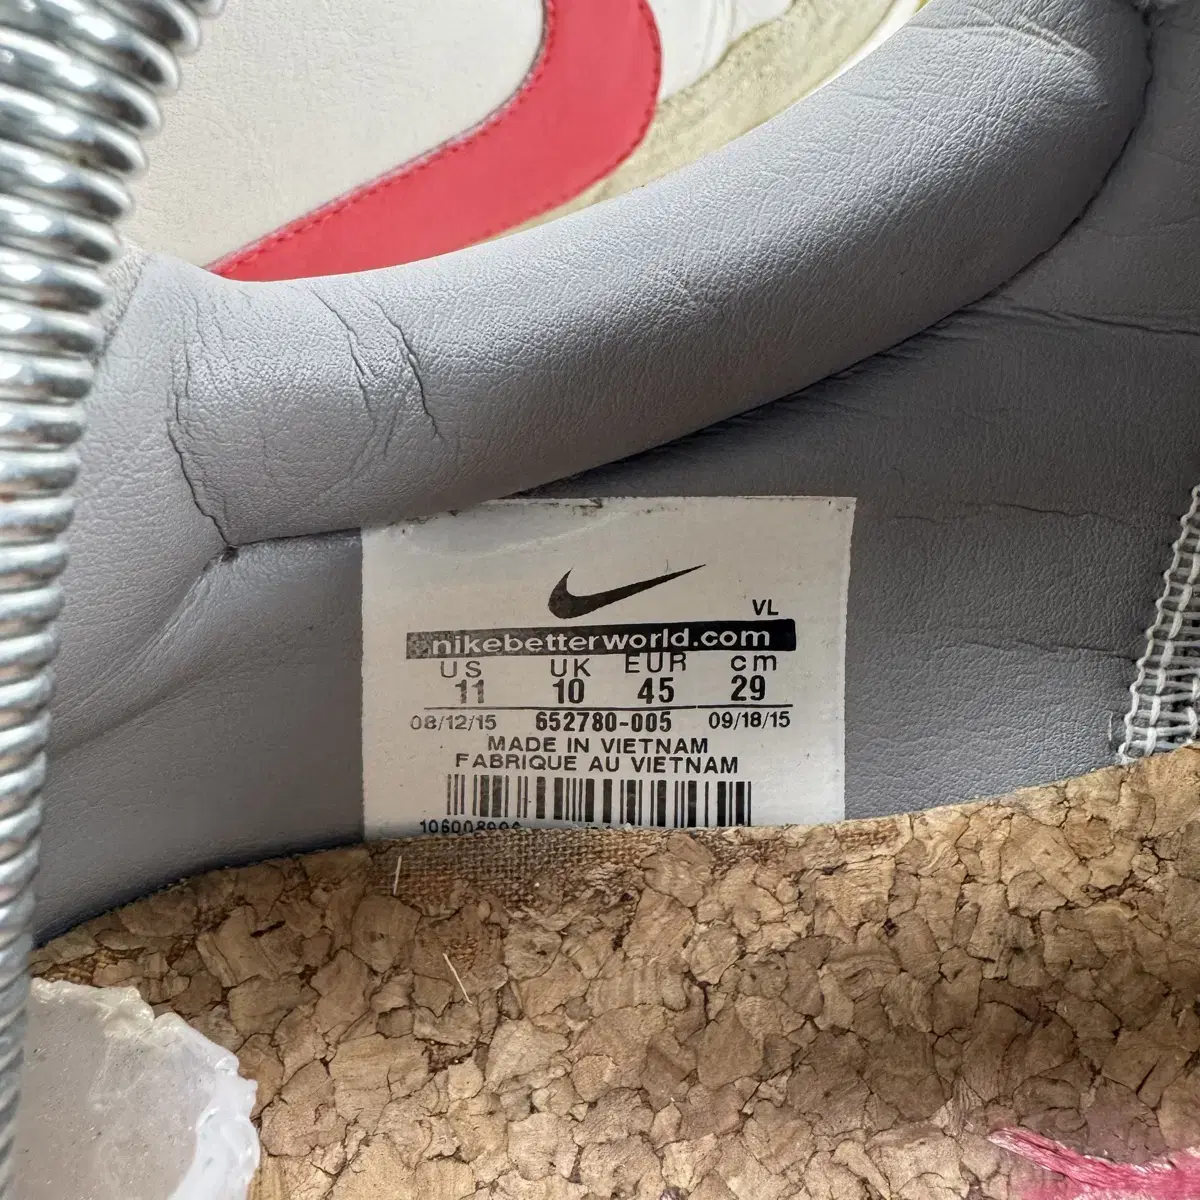 VL
nikebetterworld.com
US UK EUR cm
11 10 45 29
08/12/15 652780-005 09/18/15
MADE IN VIETNAM
FABRIQUE AU VIETNAM